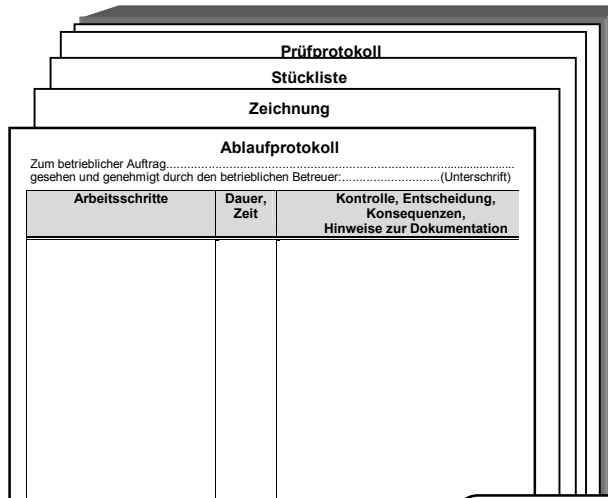 Prüfprotokoll
Stückliste
Zeichnung
Ablaufprotokoll
Zum betrieblicher Auftrag....................................................................................................
gesehen und genehmigt durch den betrieblichen Betreuer:............................(Unterschrift)
Arbeitsschritte
Dauer,
Zeit
Kontrolle, Entscheidung,
Konsequenzen,
Hinweise zur Dokumentation